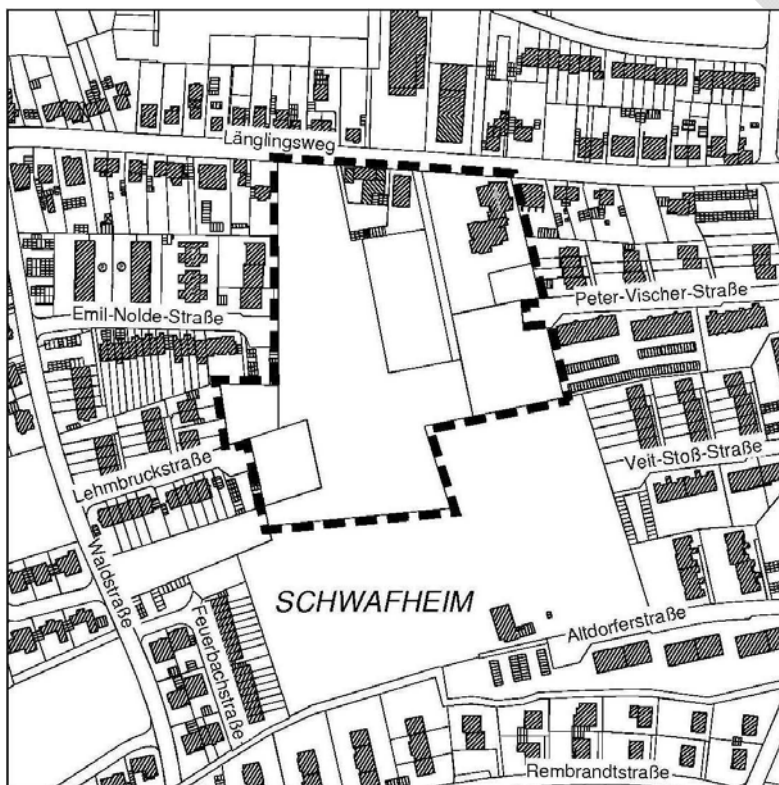 Länglingsweg
Peter-Vischer-Straße
Emil-Nolde-Straße
Veit-Stoß-Straße
Lehmbruckstraße
Waldstraße
SCHWAFHEIM
Feuerbachstraße
Altdorferstraße
Rembrandtstraße